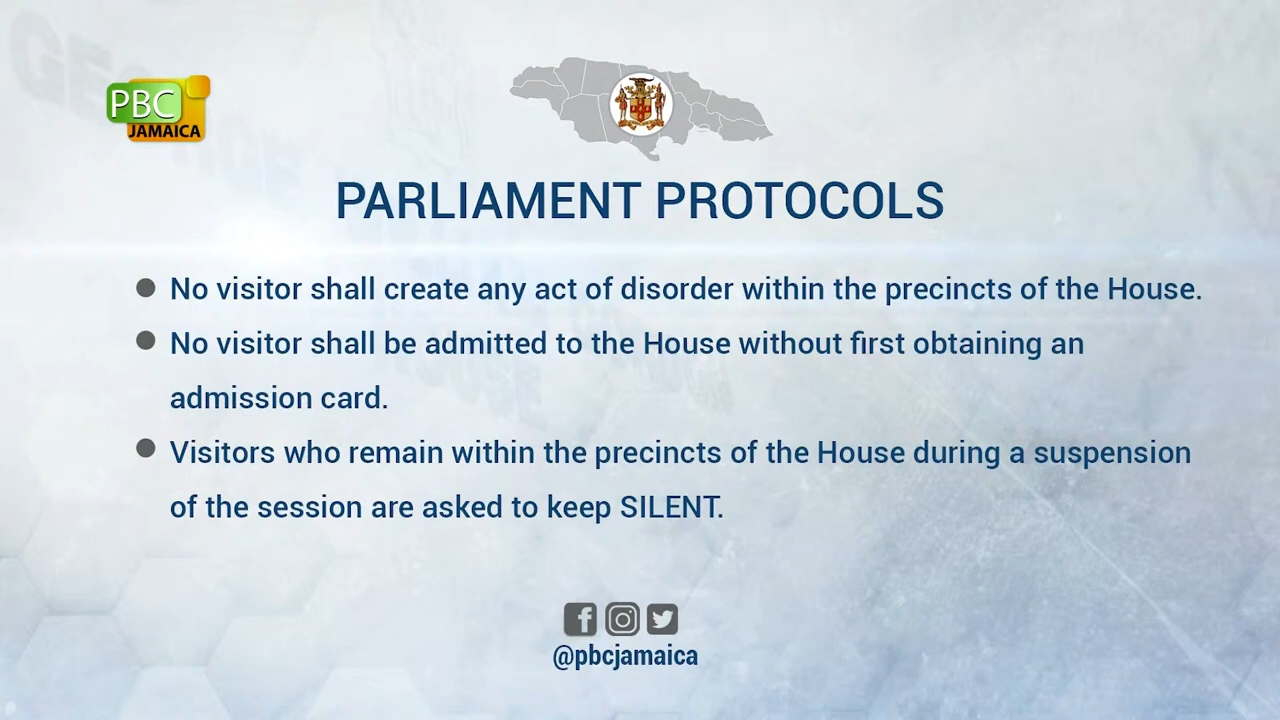 PBC
JAMAICA
PARLIAMENT PROTOCOLS
No visitor shall create any act of disorder within the precincts of the House.
No visitor shall be admitted to the House without first obtaining an
admission card.
Visitors who remain within the precincts of the House during a suspension
of the session are asked to keep SILENT.
@pbcjamaica